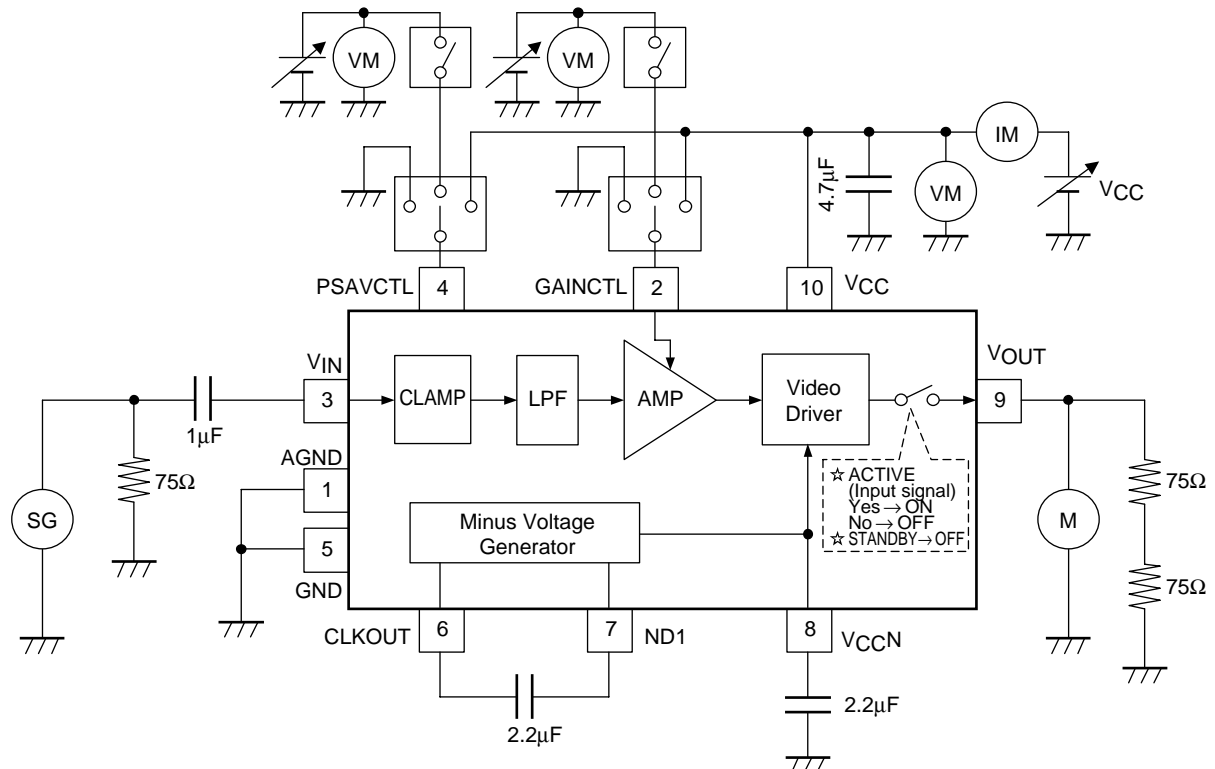 VM
VM
IM
4.7μF
VM
VCC
PSAVCTL
4
GAINCTL
2
10
VCC
VIN
3
1μF
75Ω
SG
AGND
1
5
GND
CLAMP
LPF
AMP
Video
Driver
VOUT
9
☆ ACTIVE
(Input signal)
Yes → ON
No → OFF
☆ STANDBY → OFF
Minus Voltage
Generator
M
75Ω
75Ω
CLKOUT
6
7
ND1
8
VCCN
2.2μF
2.2μF